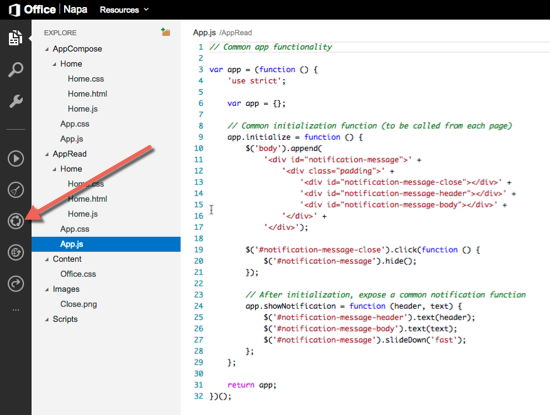 Office Napa Resources
EXPLORE
AppCompose
Home
Home.css
Home.html
Home.js
App.css
App.js
AppRead
Home
Home.css
Home.html
Home.js
App.css
App.js
Content
Office.css
Images
Close.png
Scripts
...
App.js /AppRead
1 // Common app functionality
2
3 var app = (function () {
4 'use strict';
5
6 var app = {};
7
8 // Common initialization function (to be called from each page)
9 app.initialize = function () {
10 $('body').append(
11 '<div id="notification-message">' +
12 '<div class="padding">' +
13 '<div id="notification-message-close"></div>' +
14 '<div id="notification-message-header"></div>' +
15 '<div id="notification-message-body"></div>' +
16 '</div>' +
17 '</div>');
18
19 $('#notification-message-close').click(function () {
20 $('#notification-message').hide();
21 });
22
23 // After initialization, expose a common notification function
24 app.showNotification = function (header, text) {
25 $('#notification-message-header').text(header);
26 $('#notification-message-body').text(text);
27 $('#notification-message').slideDown('fast');
28 };
29 };
30
31 return app;
32 })();